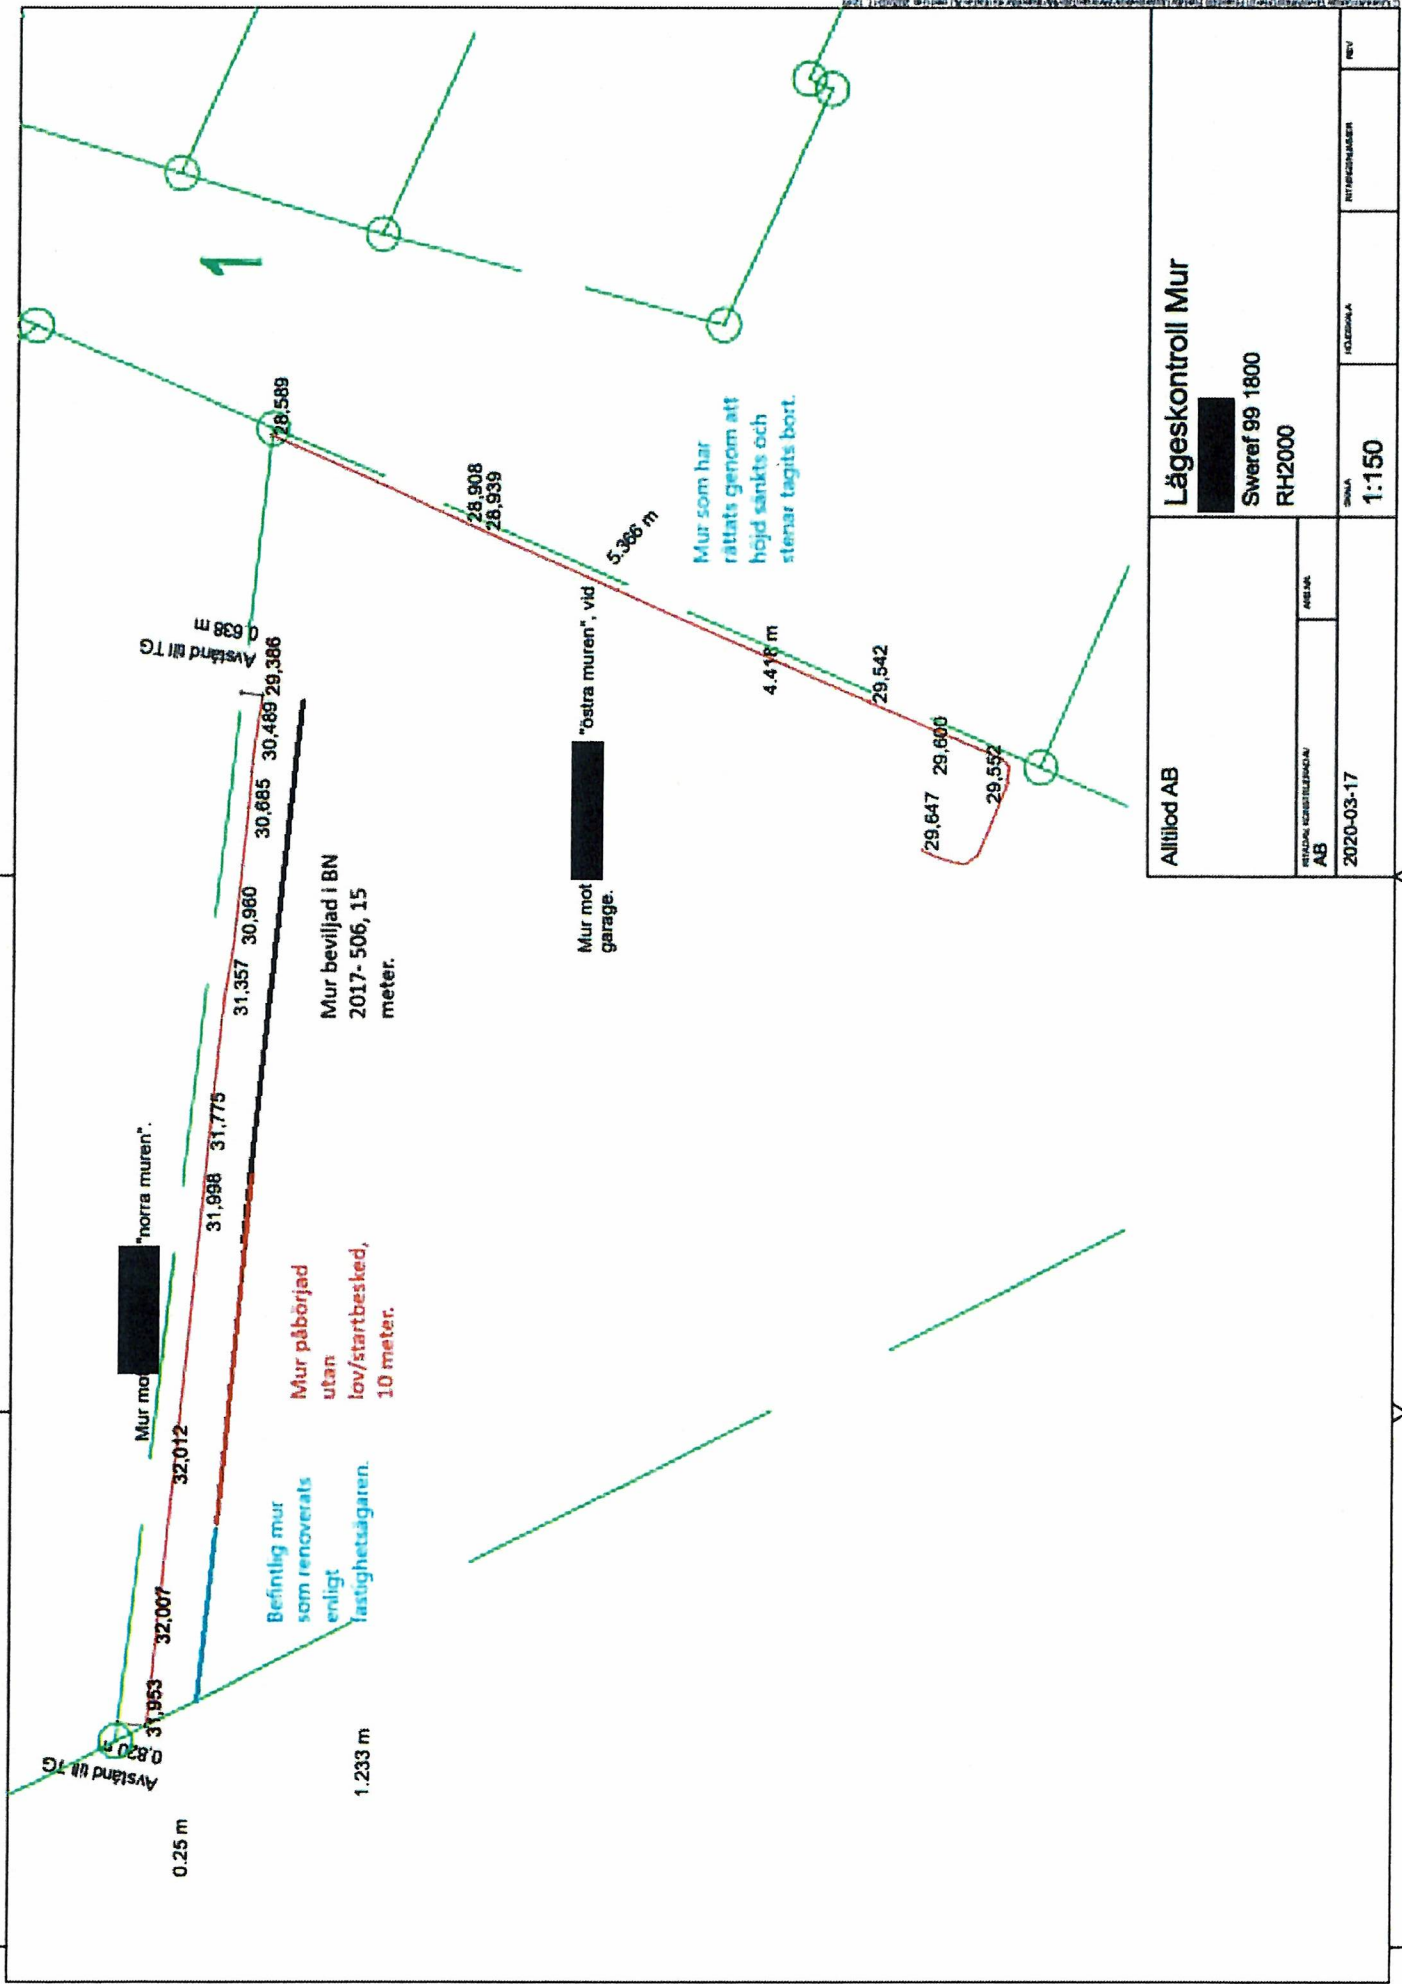 Avstånd till TG
0,820
31,953
0.25 m
1.233 m
32,007
32,012
Mur mo
"norra muren".
31,998
31,775
31,357
30,960
30,685
30,489
29,386
Avstånd till TG
0,638 m
28,589
1
Befintlig mur
som renoverats
enligt
fastighetsägaren.
Mur påbörjad
utan
lov/startbesked,
10 meter.
Mur beviljad i BN
2017- 506, 15
meter.
28,908
28,939
5.366 m
Mur mot
"östra muren", vid
garage.
Mur som har
rättats genom att
höjd sänkts och
stenar tagits bort.
4.418 m
29,542
29,600
29,552
29,647
Alltilod AB
Lägeskontroll Mur
Sweref 99 1800
RH2000
AB
2020-03-17
SKALA
1:150
HÖJDSKALA
RITNINGSNUMMER
REV